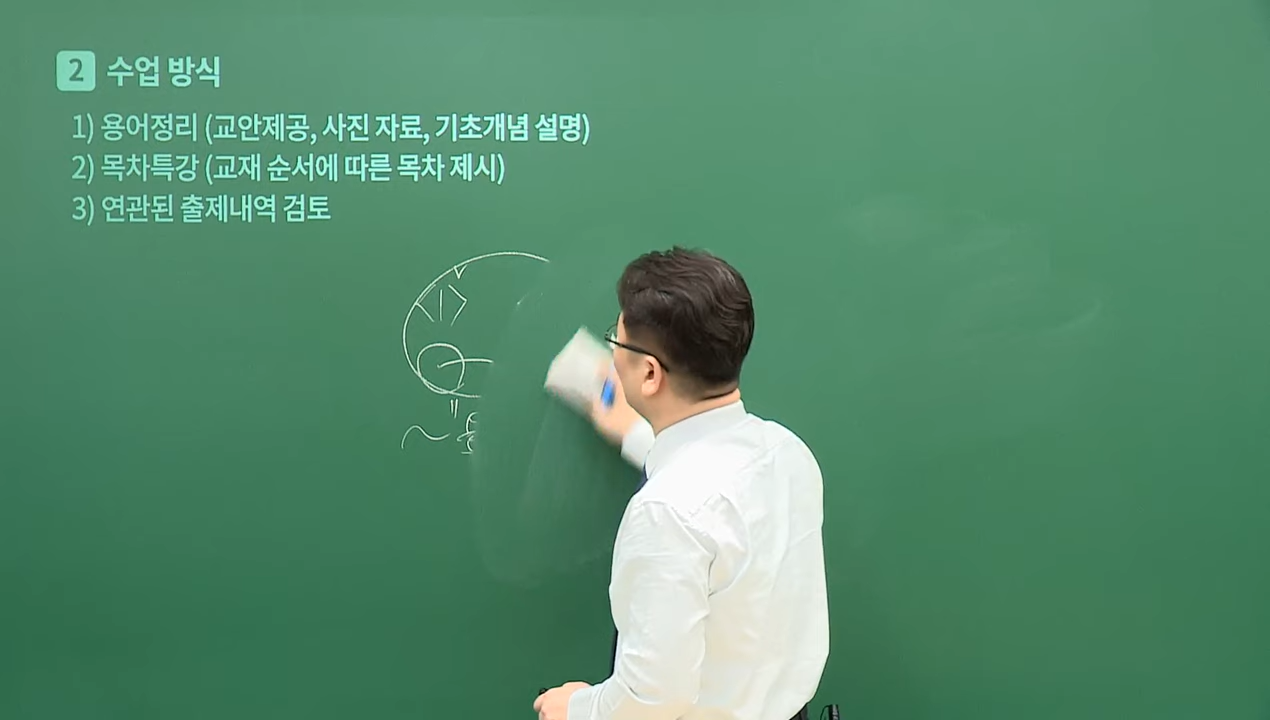 2 수업 방식
1) 용어정리 (교안제공, 사진 자료, 기초개념 설명)
2) 목차특강 (교재 순서에 따른 목차 제시)
3) 연관된 출제내역 검토